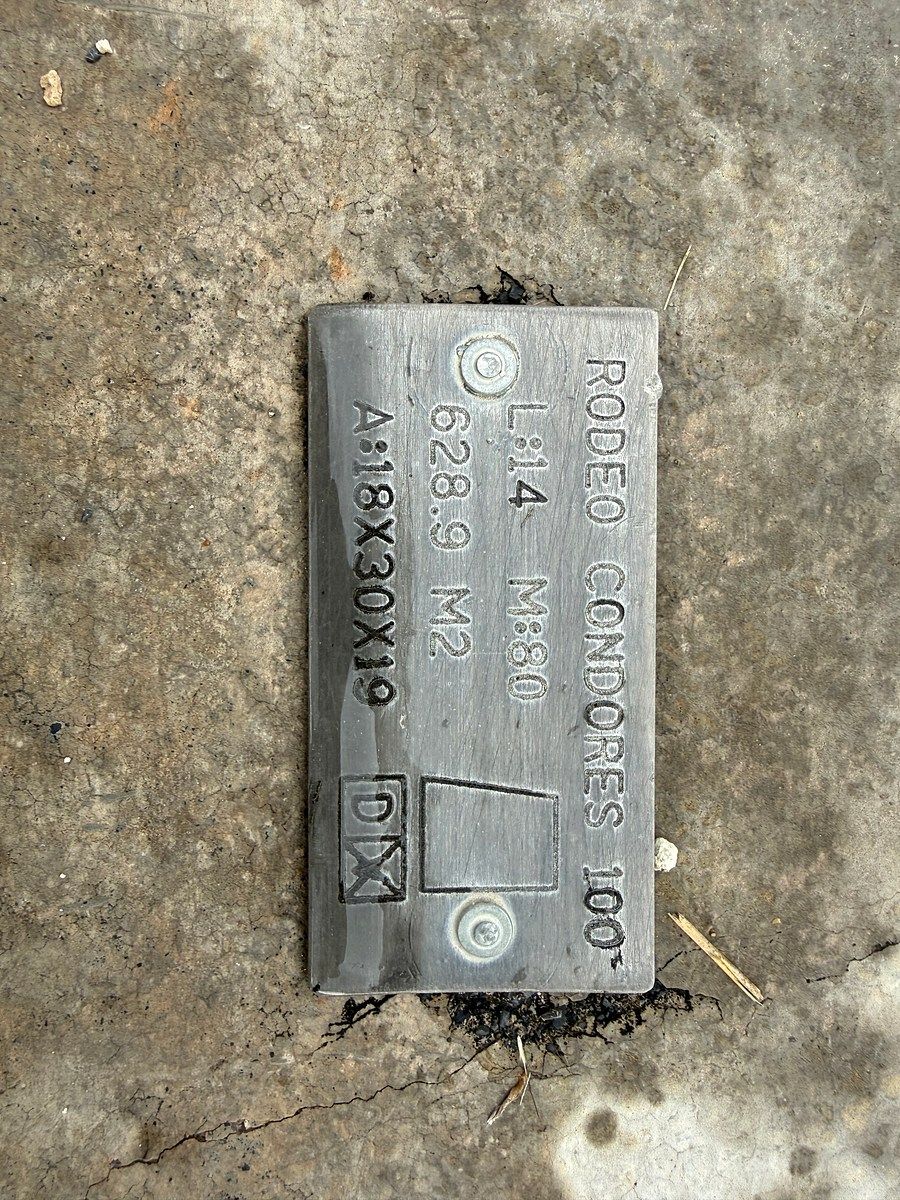 RODEO CONDORES 100
L:14 M:80
628.9 M2
A:18X30X19
D